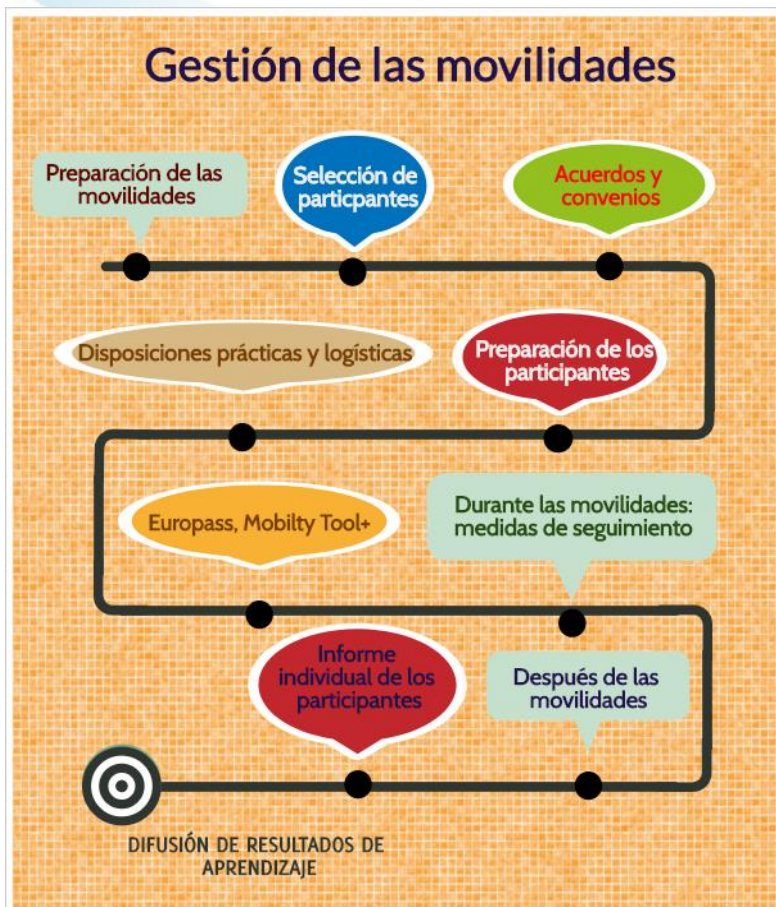 Gestión de las movilidades
Preparación de las
movilidades
Selección de
particpantes
Acuerdos y
convenios
Disposiciones prácticas y logísticas
Preparación de los
participantes
Europass, Mobilty Tool+
Durante las movilidades:
medidas de seguimiento
Informe
individual de los
participantes
Después de las
movilidades
DIFUSIÓN DE RESULTADOS DE
APRENDIZAJE